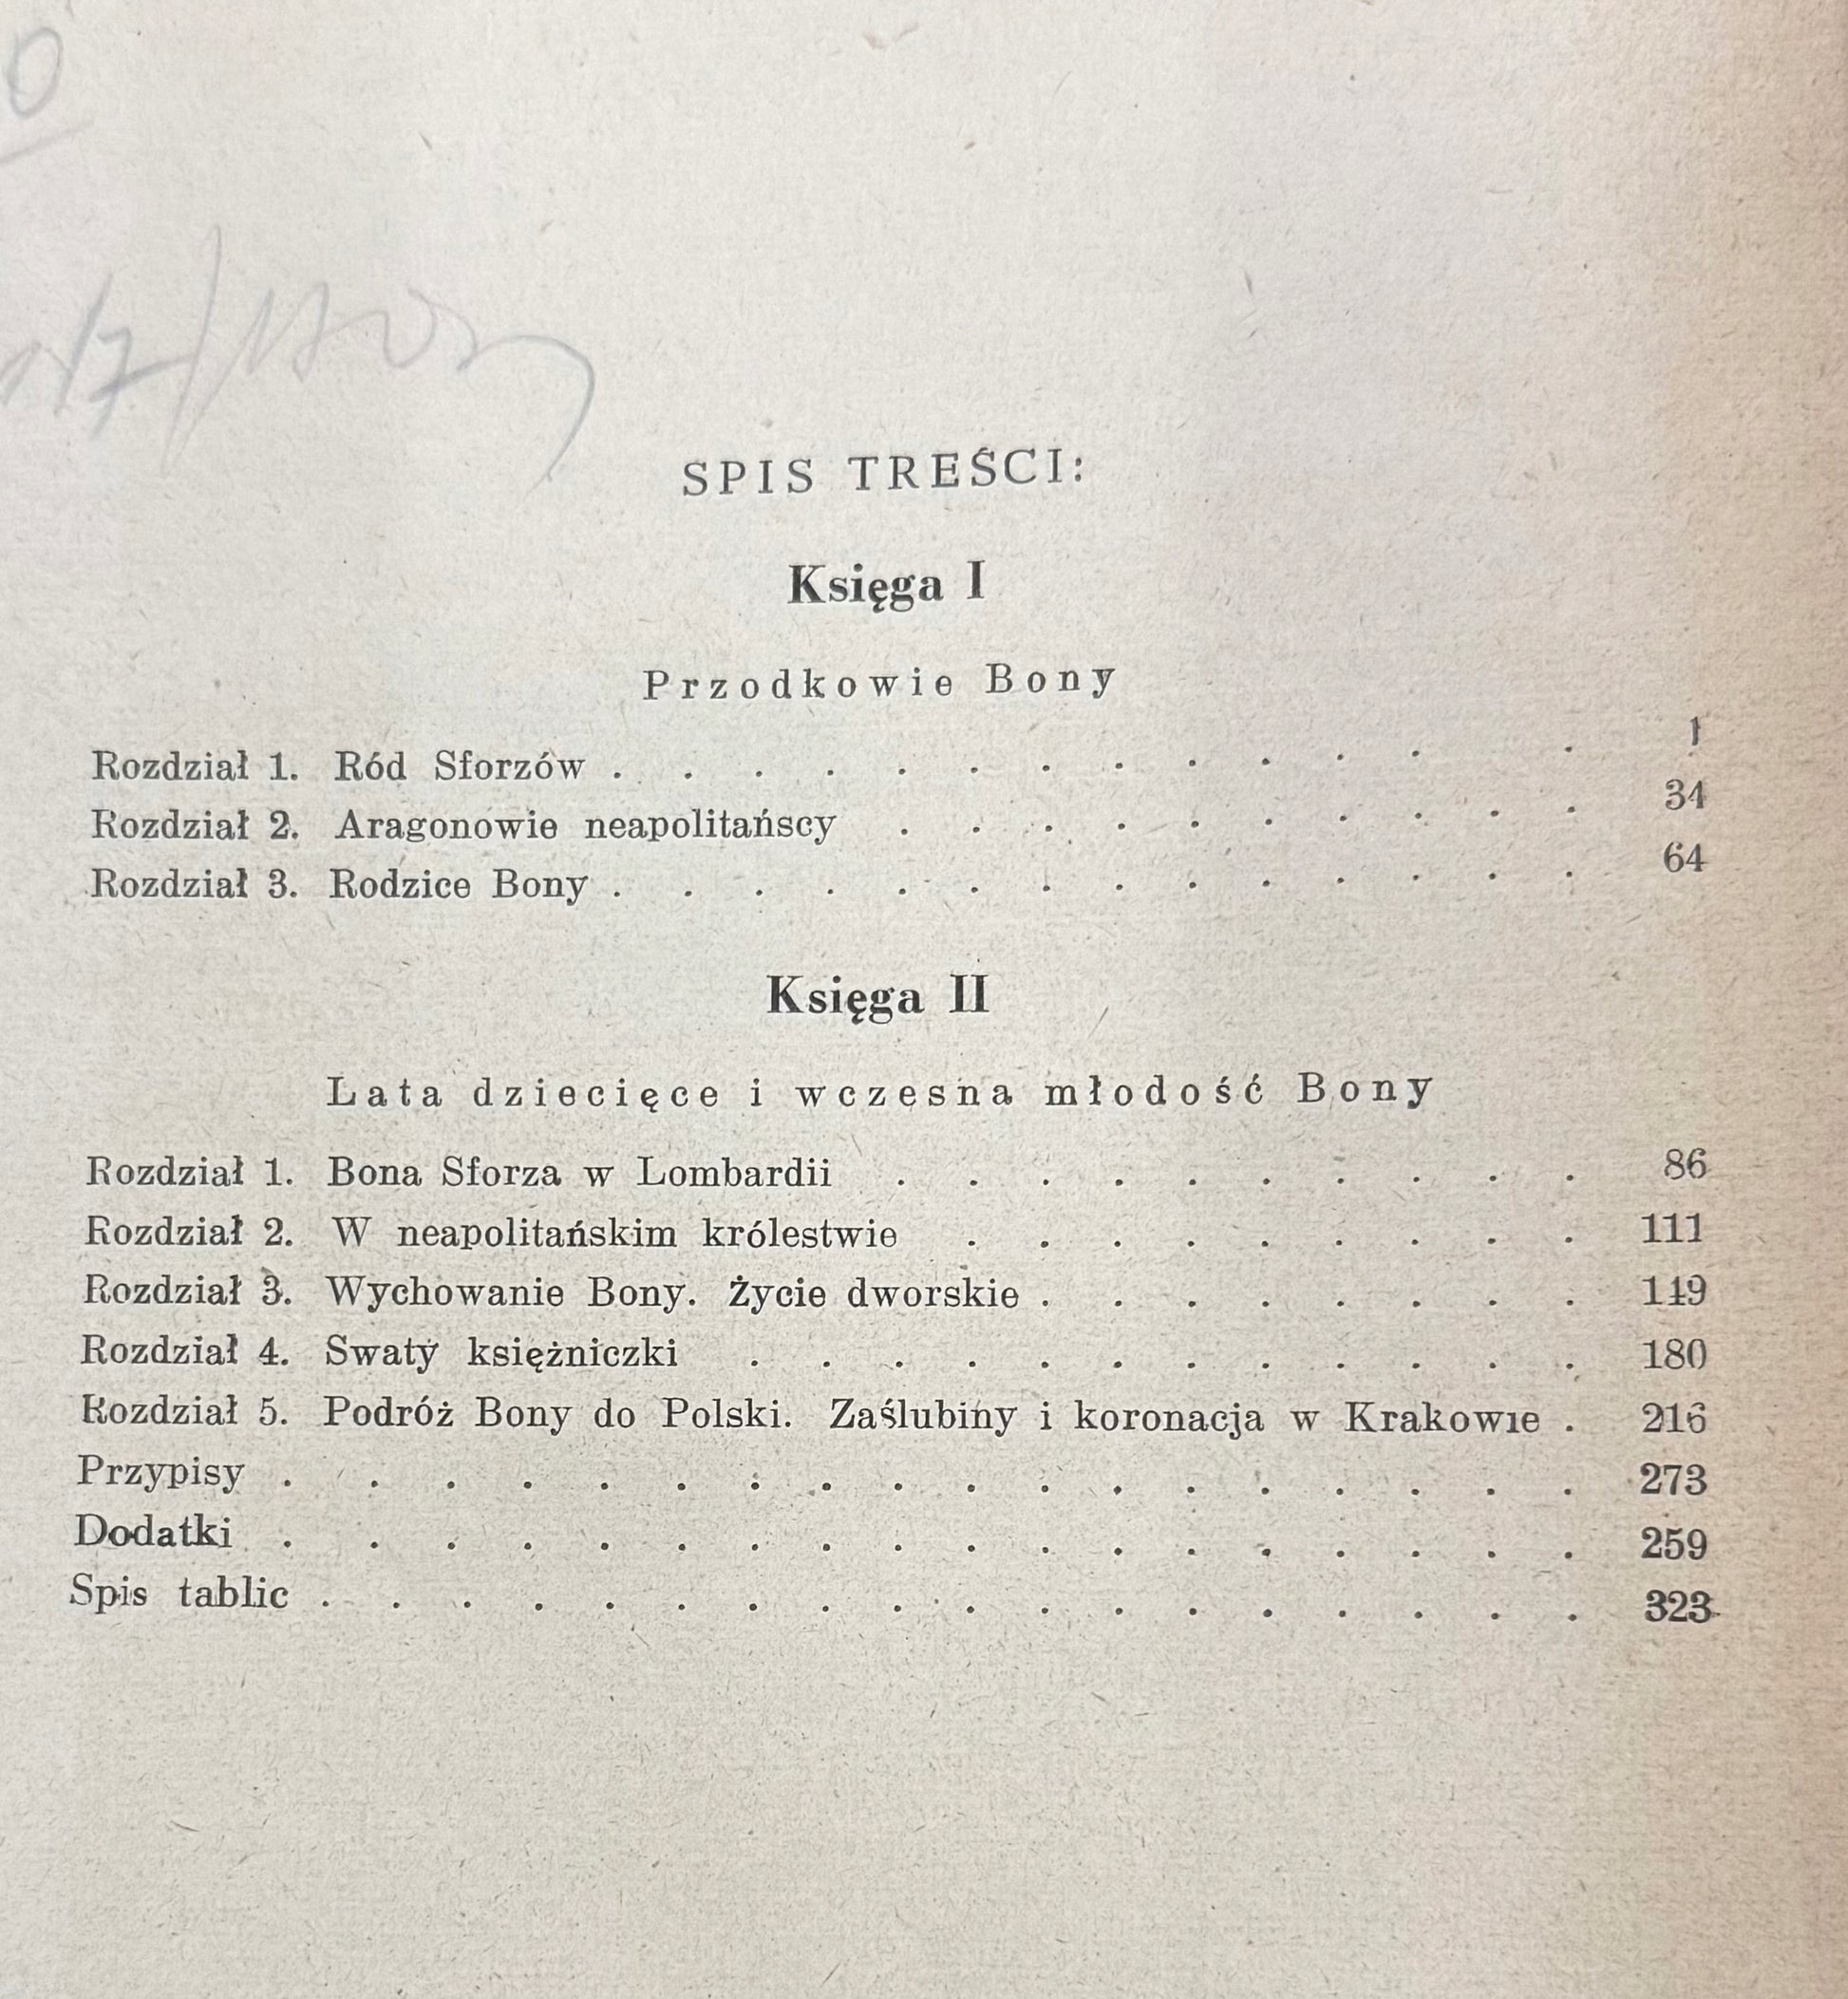 SPIS TREŚCI:
Księga I
Przodkowie Bony
Rozdział 1. Ród Sforzów . . . . . . . . . . . . . 1
Rozdział 2. Aragonowie neapolitańscy . . . . . . . . . . 34
Rozdział 3. Rodzice Bony . . . . . . . . . . . . . . 64
Księga II
Lata dziecięce i wczesna młodość Bony
Rozdział 1. Bona Sforza w Lombardii . . . . . . . . . . 86
Rozdział 2. W neapolitańskim królestwie . . . . . . . . . 111
Rozdział 3. Wychowanie Bony. Życie dworskie . . . . . . . . 149
Rozdział 4. Swaty księżniczki . . . . . . . . . . . . 180
Rozdział 5. Podróż Bony do Polski. Zaślubiny i koronacja w Krakowie . 216
Przypisy . . . . . . . . . . . . . . . . . . 273
Dodatki . . . . . . . . . . . . . . . . . . 259
Spis tablic . . . . . . . . . . . . . . . . . . 323